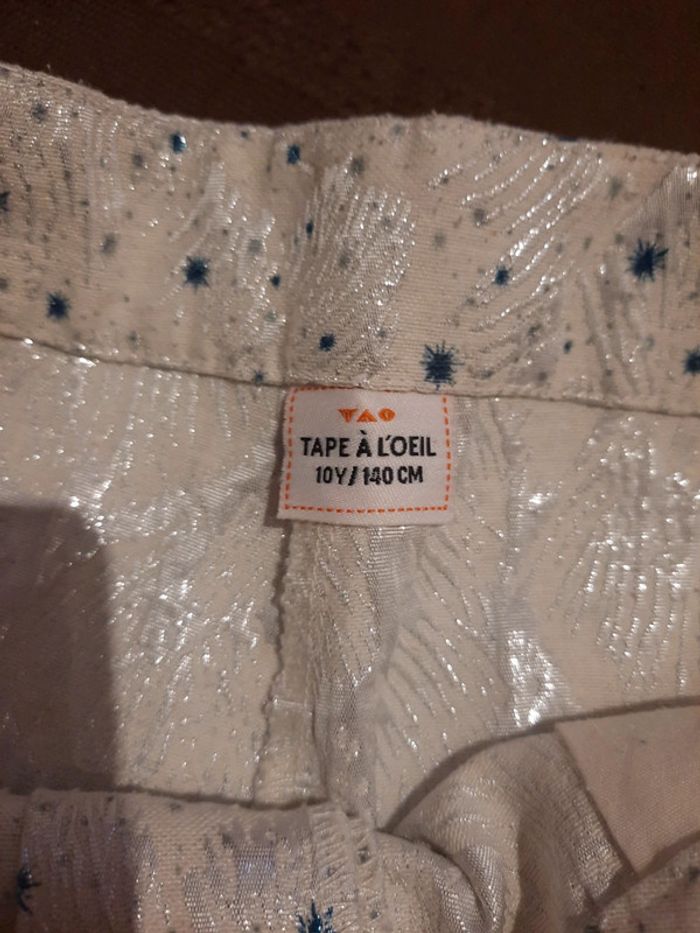 TAO
TAPE À L'OEIL
10Y/140 CM